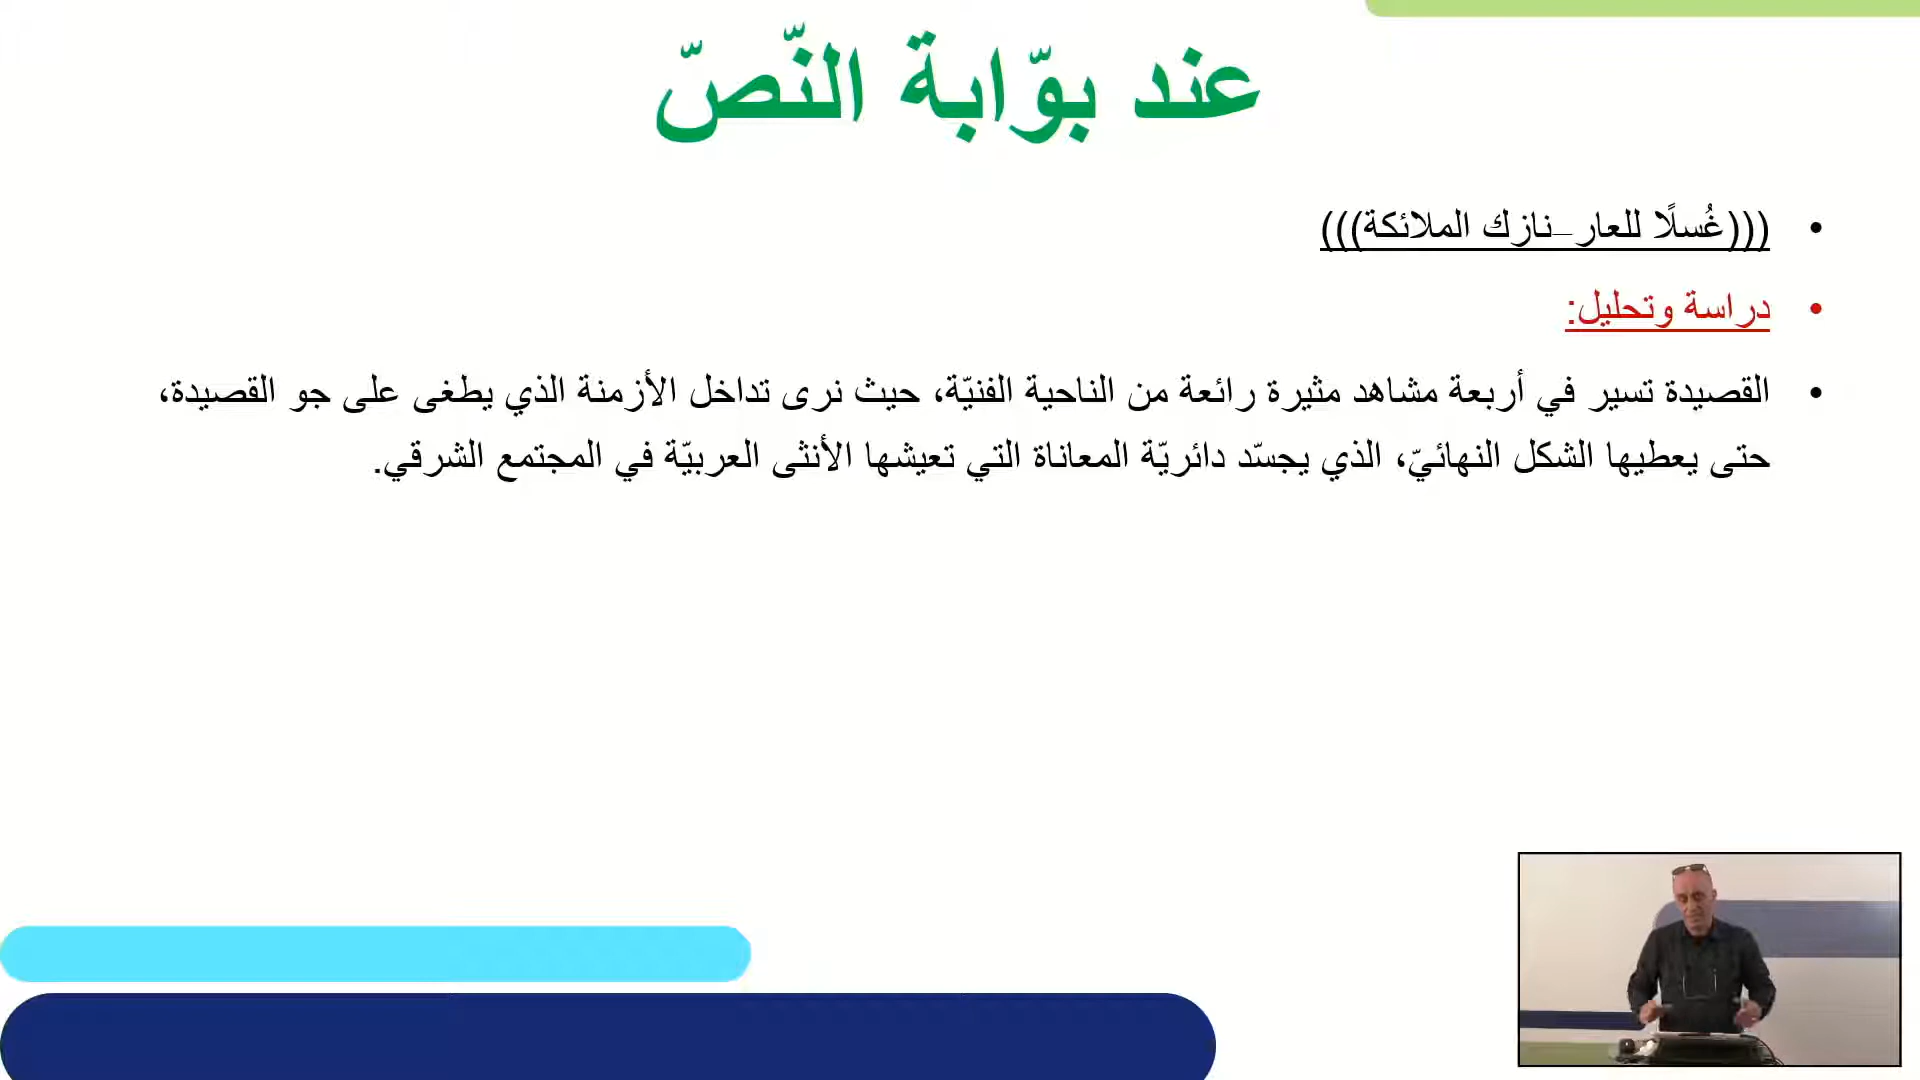 عند بوّابة النّصّ
• (((غُسلًا للعار–نازك الملائكة)))
• دراسة وتحليل:
• القصيدة تسير في أربعة مشاهد مثيرة رائعة من الناحية الفنيّة، حيث نرى تداخل الأزمنة الذي يطغى على جو القصيدة،
حتى يعطيها الشكل النهائيّ، الذي يجسّد دائريّة المعاناة التي تعيشها الأنثى العربيّة في المجتمع الشرقي.